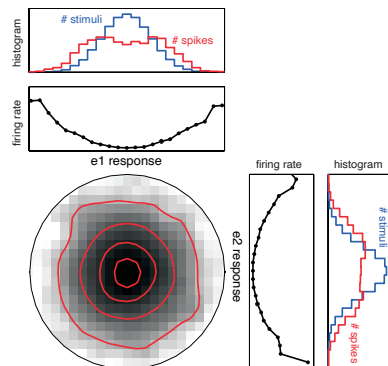 # stimuli
# spikes
histogram
firing rate
e1 response
firing rate
histogram
e2 response
# stimuli
# spikes